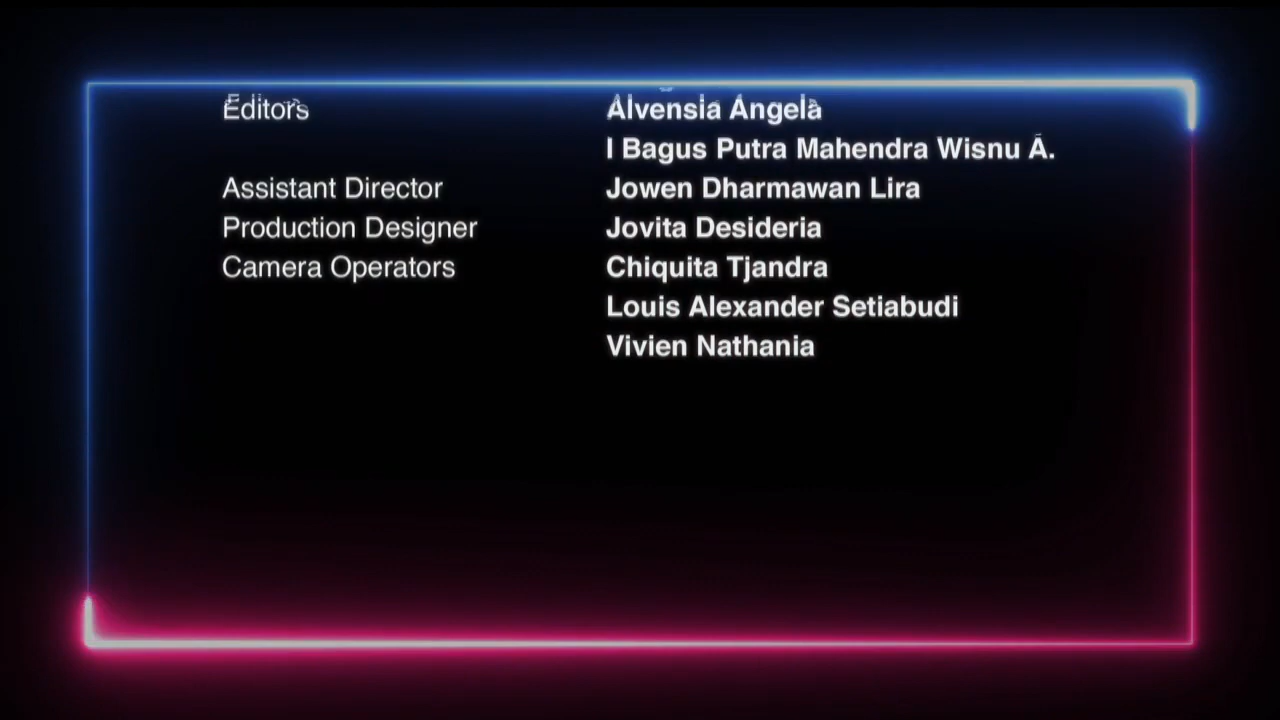 Editors Alvensia Angela
I Bagus Putra Mahendra Wisnu A.
Assistant Director Jowen Dharmawan Lira
Production Designer Jovita Desideria
Camera Operators Chiquita Tjandra
Louis Alexander Setiabudi
Vivien Nathania